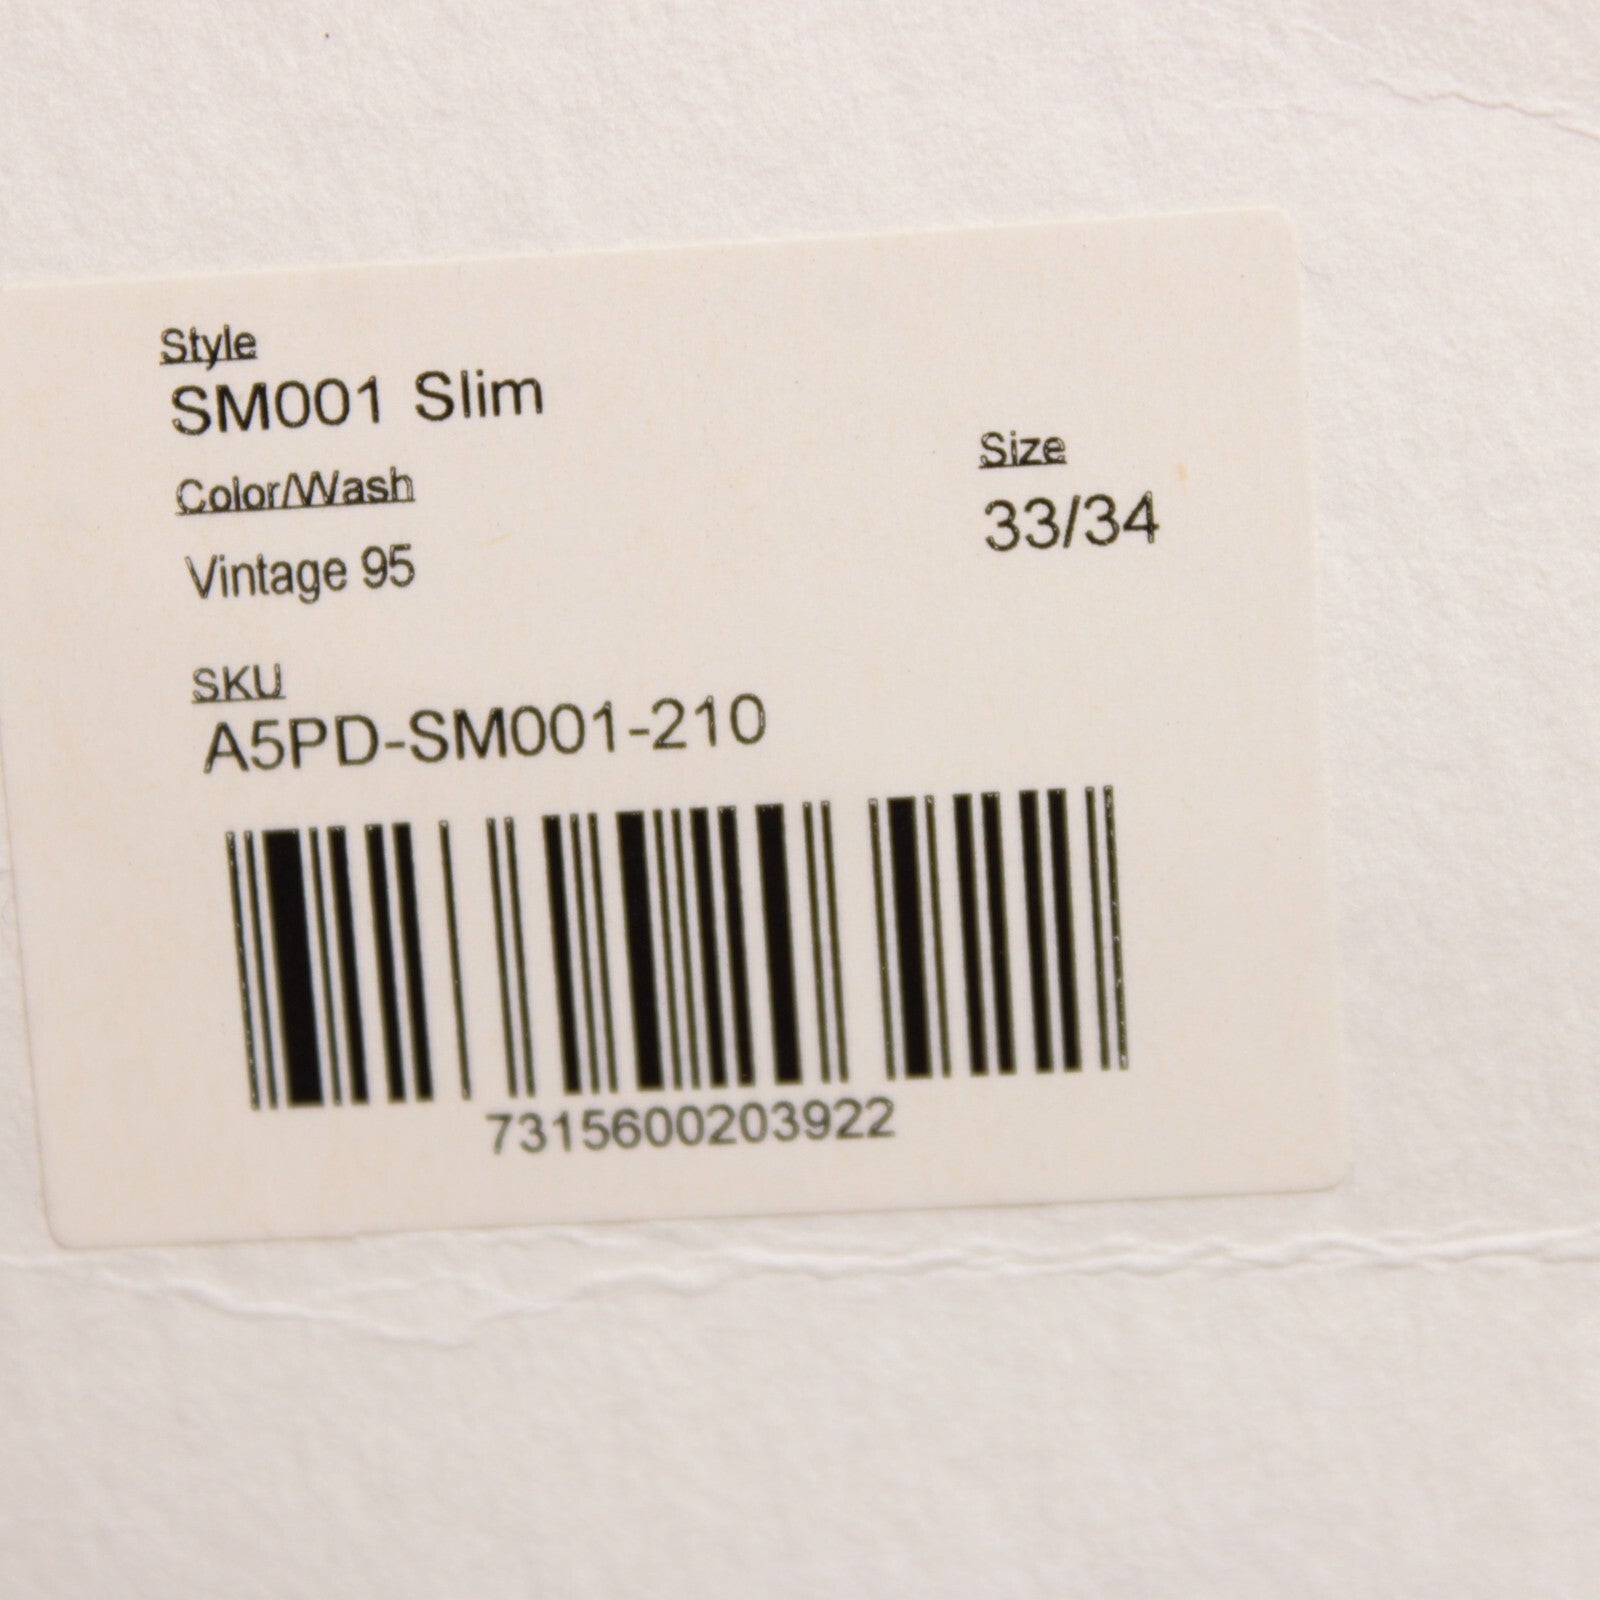 Style
SM001 Slim
Color/Wash
Vintage 95
Size
33/34
SKU
A5PD-SM001-210
7315600203922